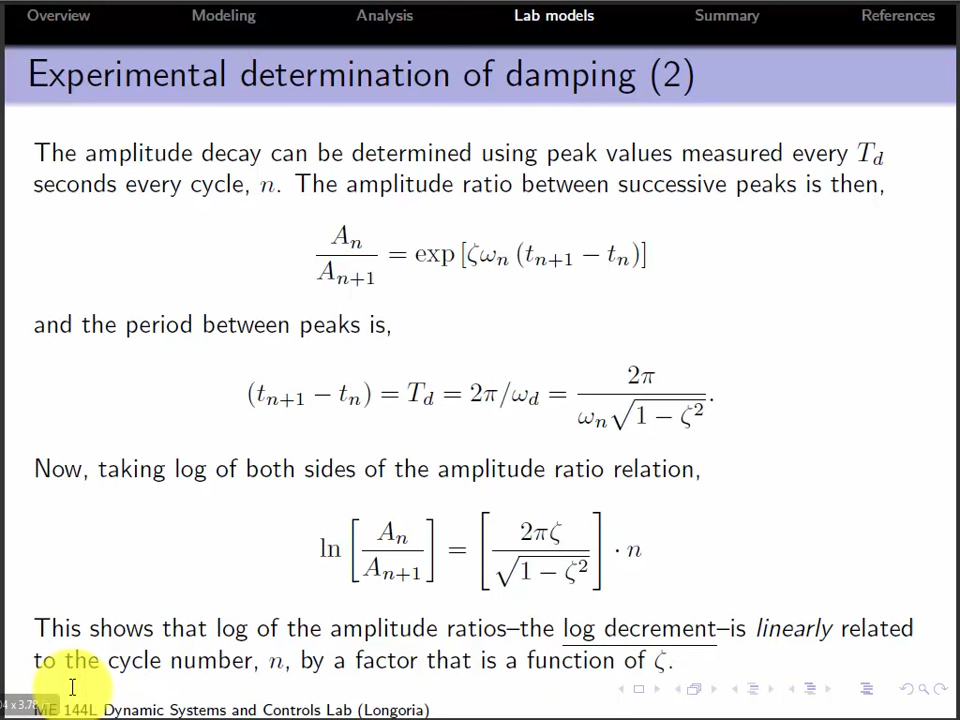 Overview Modeling Analysis Lab models Summary References
Experimental determination of damping (2)
The amplitude decay can be determined using peak values measured every T_d
seconds every cycle, n. The amplitude ratio between successive peaks is then,
A_n / A_{n+1} = exp [ζω_n (t_{n+1} − t_n)]
and the period between peaks is,
(t_{n+1} − t_n) = T_d = 2π/ω_d = 2π / ω_n√(1 − ζ²).
Now, taking log of both sides of the amplitude ratio relation,
ln [A_n / A_{n+1}] = [2πζ / √(1 − ζ²)] · n
This shows that log of the amplitude ratios–the log decrement–is linearly related
to the cycle number, n, by a factor that is a function of ζ.
ME 144L Dynamic Systems and Controls Lab (Longoria)